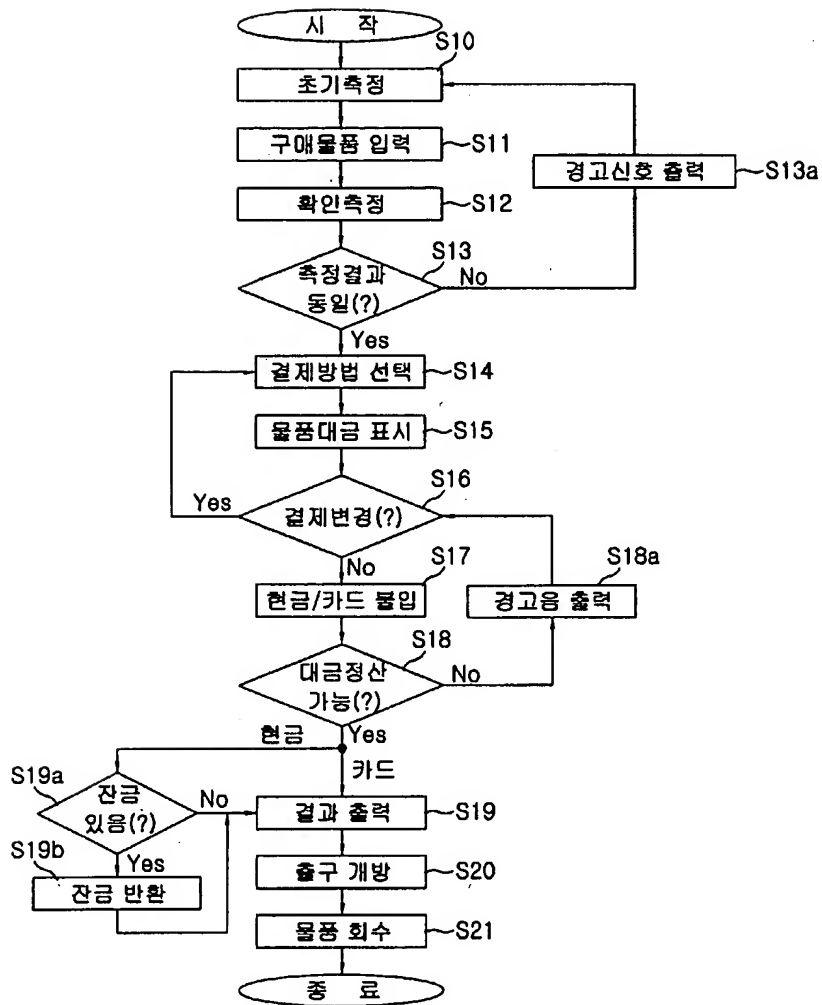 시 작
S10
초기측정
구매물품 입력 S11
경고신호 출력 S13a
확인측정 S12
S13
측정결과
동일(?)
No
Yes
결제방법 선택 S14
물품대금 표시 S15
S16
Yes
결제변경(?)
No
S17
S18a
현금/카드 불입
경고음 출력
S18
대금정산
가능(?)
No
현금
Yes
카드
S19a
잔금
있음(?)
No
결과 출력 S19
S19b
Yes
잔금 반환
출구 개방 S20
물품 회수 S21
종 료